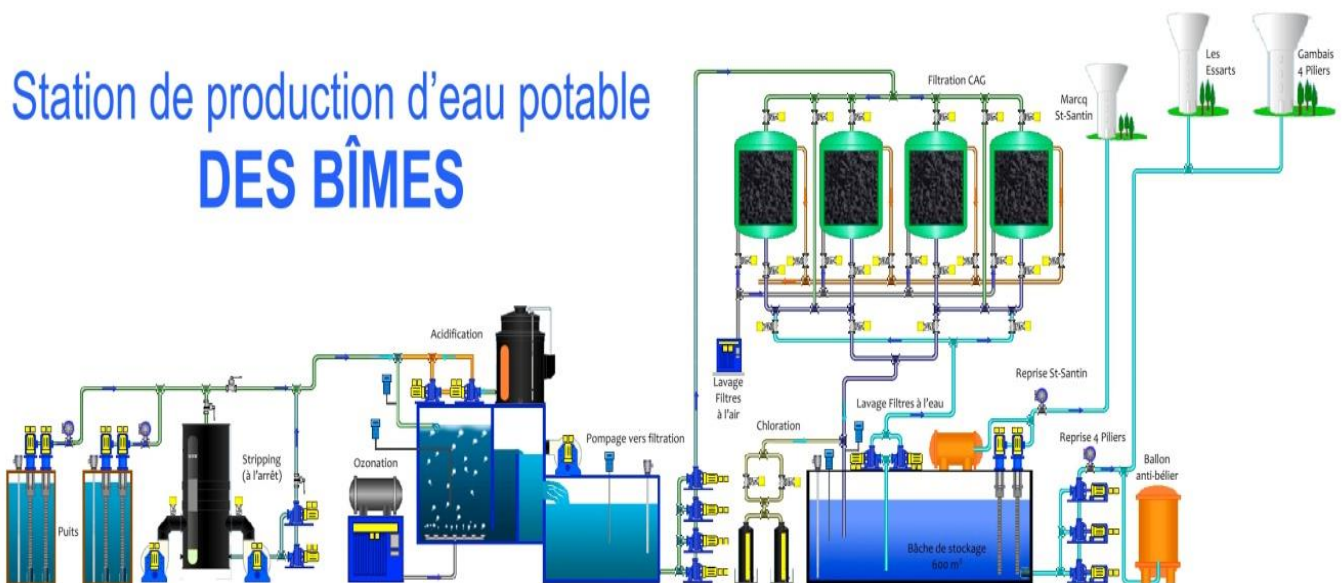 Station de production d'eau potable
DES BÎMES
Filtration CAG
Marcq
St-Santin
Les
Essarts
Gambais
4 Piliers
Acidification
Lavage
Filtres
à l'air
Reprise St-Santin
Lavage Filtres à l'eau
Chloration
Pompage vers filtration
Reprise 4 Piliers
Ballon
anti-bélier
Stripping
(à l'arrêt)
Ozonation
Puits
Bâche de stockage
600 m³